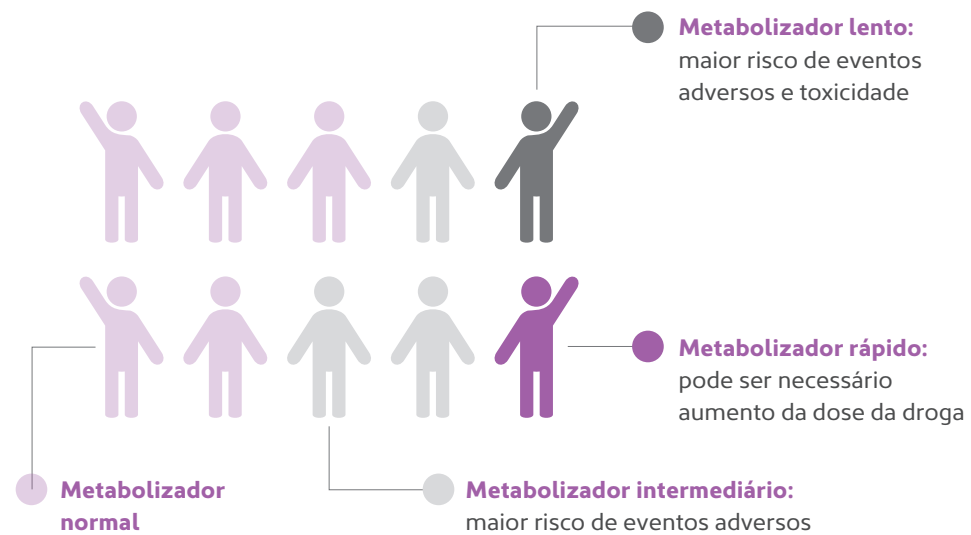 Metabolizador lento:
maior risco de eventos
adversos e toxicidade
Metabolizador rápido:
pode ser necessário
aumento da dose da droga
Metabolizador
normal
Metabolizador intermediário:
maior risco de eventos adversos